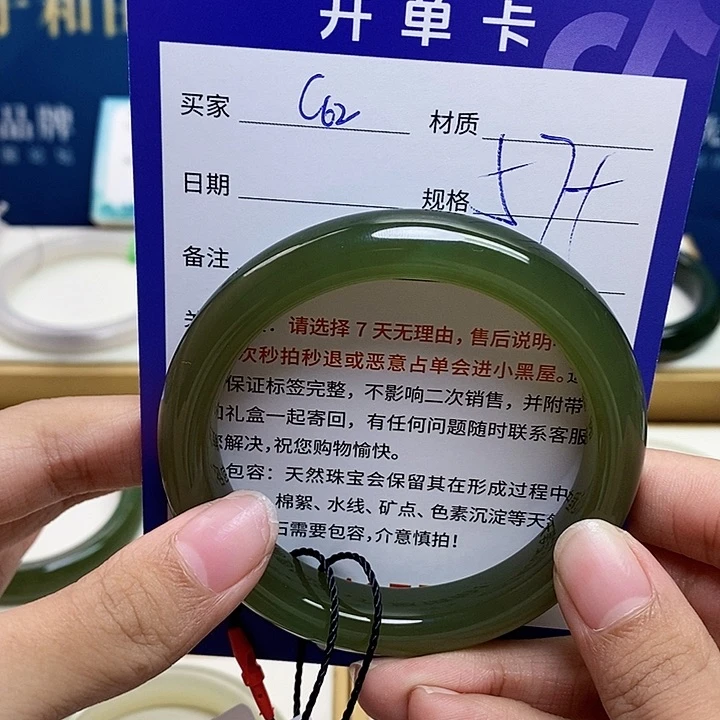 开单卡
买家 C62
材质
日期
规格 57+
备注
：请选择7天无理由，售后说明
次秒拍秒退或恶意占单会进小黑屋。
保证标签完整，不影响二次销售，并附带
礼盒一起寄回，有任何问题随时联系客服
解决，祝您购物愉快。
包容：天然珠宝会保留其在形成过程中
棉絮、水线、矿点、色素沉淀等天
石需要包容，介意慎拍！
品牌